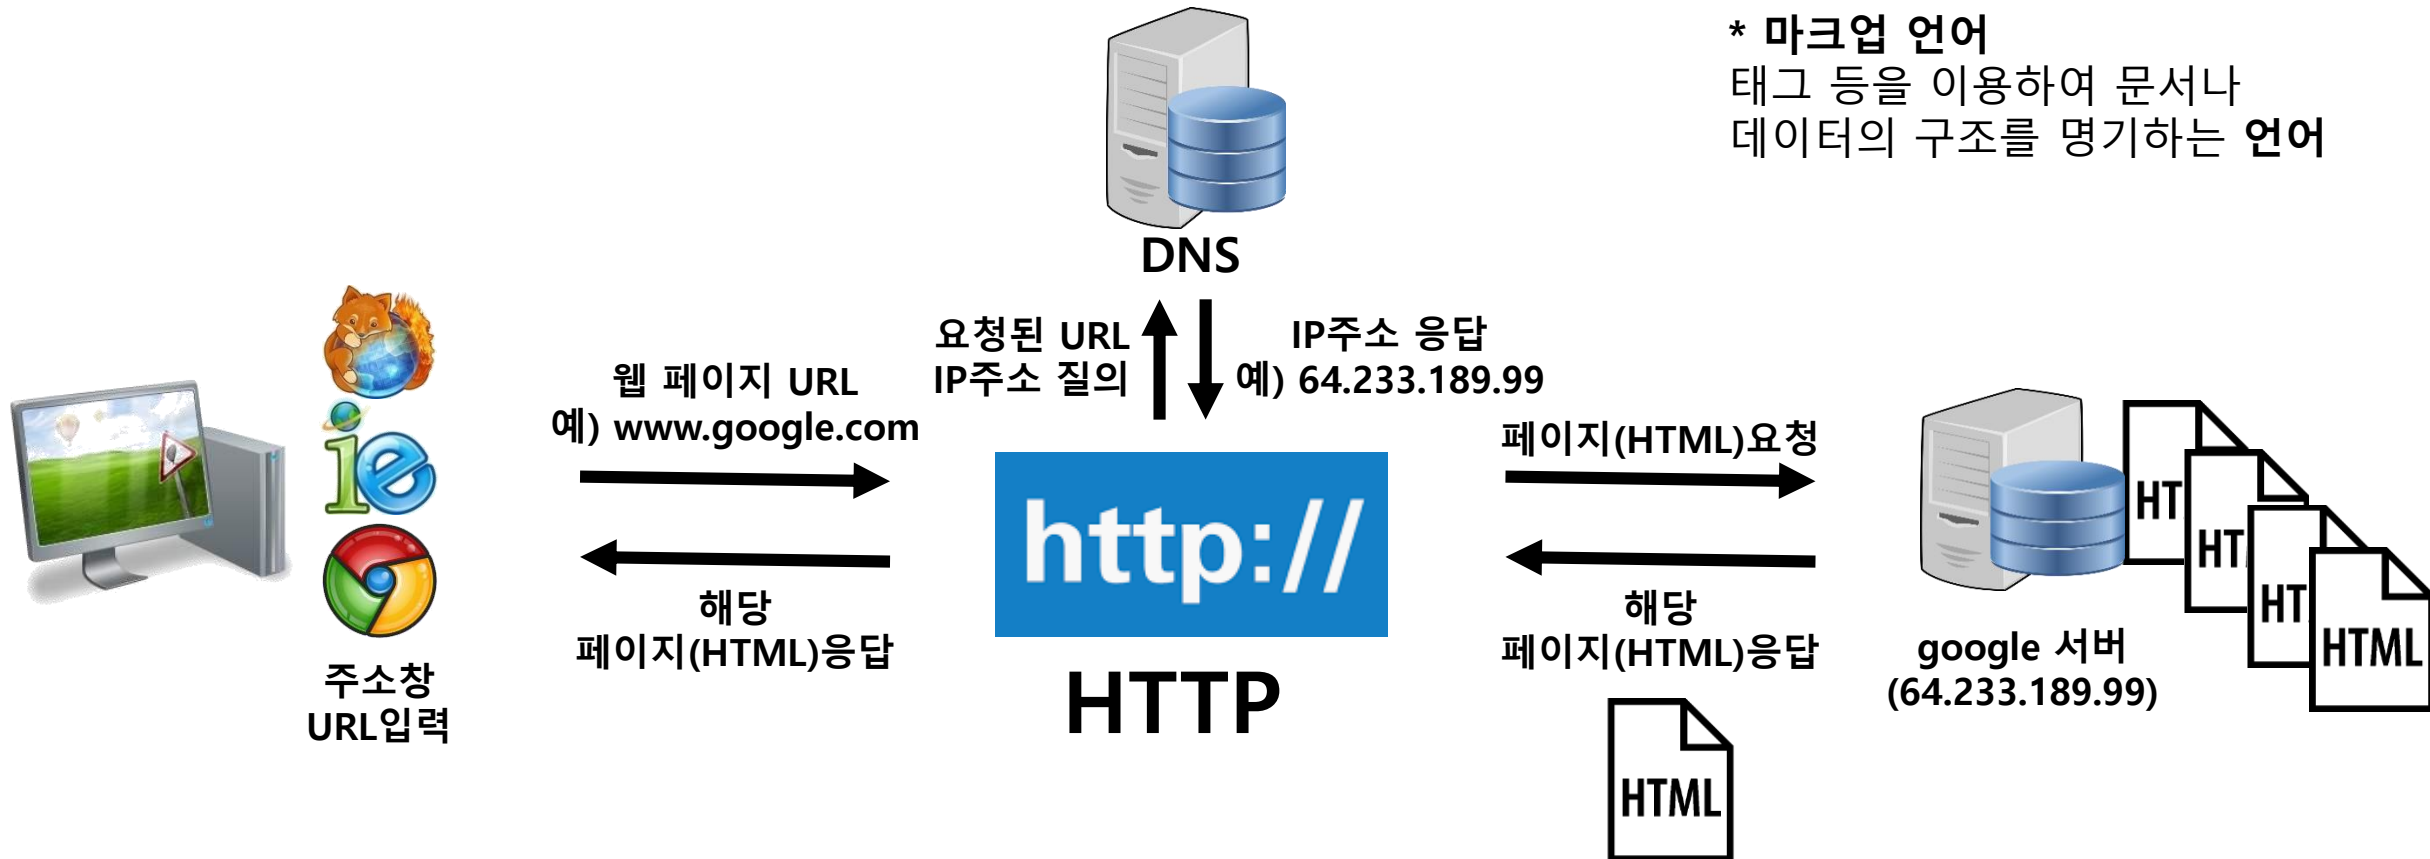 * 마크업 언어
태그 등을 이용하여 문서나
데이터의 구조를 명기하는 언어
DNS
요청된 URL
IP주소 질의
IP주소 응답
예) 64.233.189.99
웹 페이지 URL
예) www.google.com
해당
페이지(HTML)응답
주소창
URL입력
http://
HTTP
페이지(HTML)요청
해당
페이지(HTML)응답
HTML
google 서버
(64.233.189.99)
HT
HT
HT
HTML
ie